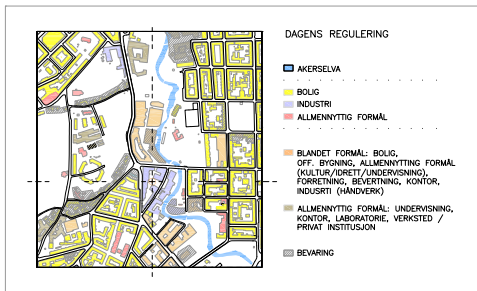 DAGENS REGULERING
AKERSELVA
BOLIG
INDUSTRI
ALLMENNYTTIG FORMÅL
BLANDET FORMÅL: BOLIG,
OFF. BYGNING, ALLMENNYTTING FORMÅL
(KULTUR/IDRETT/UNDERVISNING),
FORRETNING, BEVERTNING, KONTOR,
INDUSRTI (HÅNDVERK)
ALLMENNYTTIG FORMÅL: UNDERVISNING,
KONTOR, LABORATORIE, VERKSTED /
PRIVAT INSTITUSJON
BEVARING